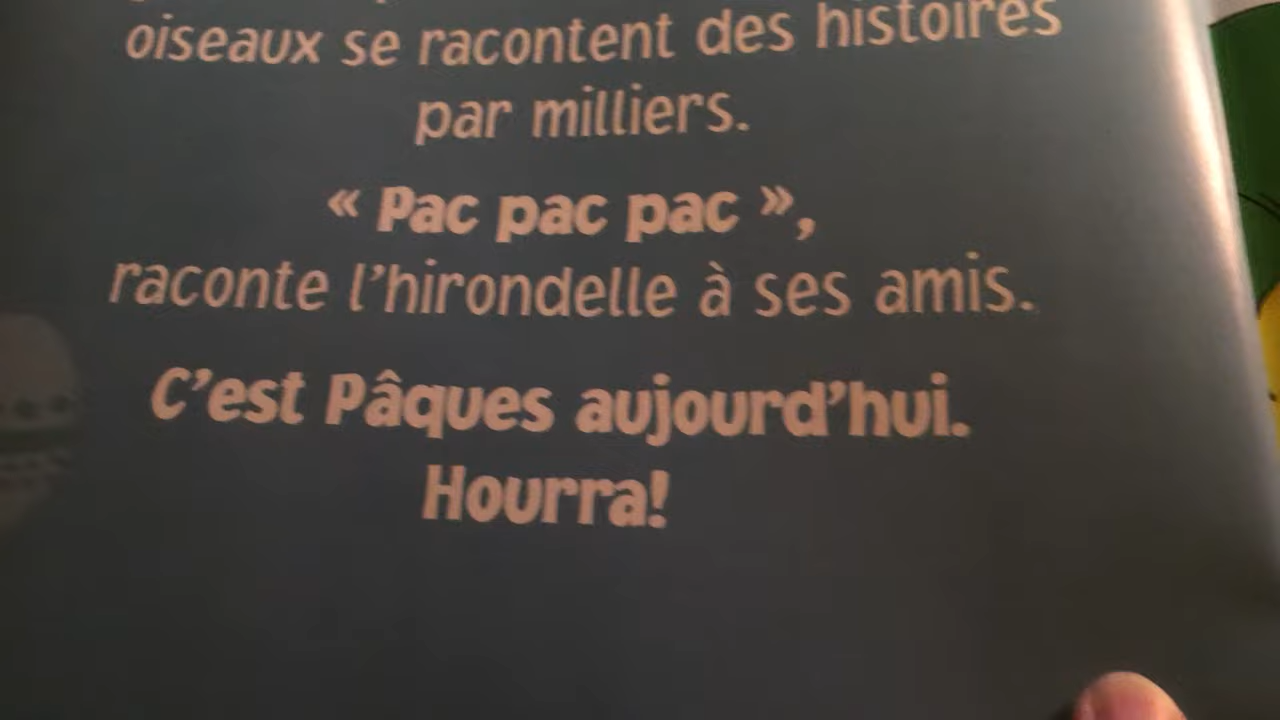 oiseaux se racontent des histoires
par milliers.
« Pac pac pac »,
raconte l'hirondelle à ses amis.
C'est Pâques aujourd'hui.
Hourra!